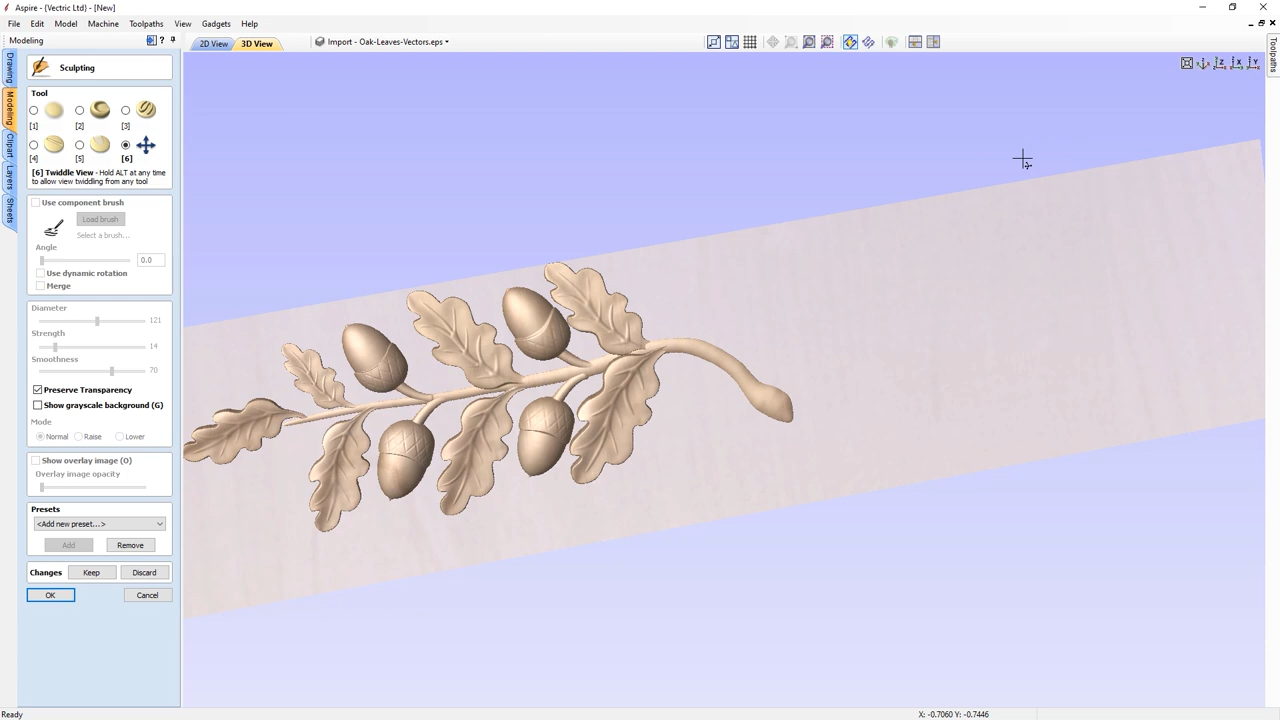 Aspire - {Vectric Ltd} - [New]
File Edit Model Machine Toolpaths View Gadgets Help
Modeling
2D View 3D View
Import - Oak-Leaves-Vectors.eps
Z X Y
Drawing
Modeling
Clipart
Layers
Sheets
Toolpaths
Sculpting
Tool
[1] [2] [3]
[4] [5] [6]
[6] Twiddle View - Hold ALT at any time
to allow view twiddling from any tool
Use component brush
Load brush
Select a brush...
Angle
0.0
Use dynamic rotation
Merge
Diameter
121
Strength
14
Smoothness
70
Preserve Transparency
Show grayscale background (G)
Mode
Normal Raise Lower
Show overlay image (O)
Overlay image opacity
Presets
<Add new preset...>
Add Remove
Changes Keep Discard
OK Cancel
Ready
X: -0.7060 Y: -0.7446